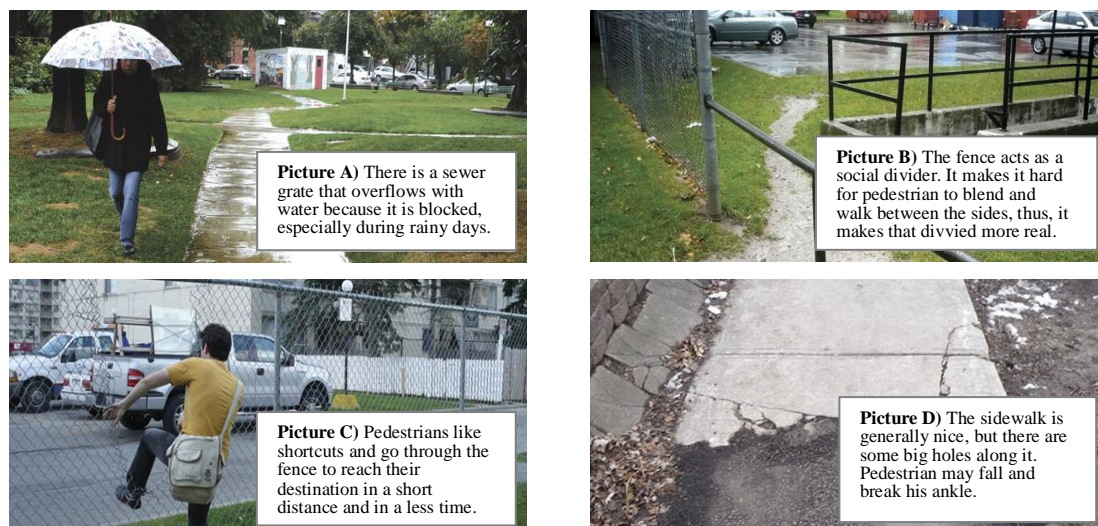 Picture A) There is a sewer
grate that overflows with
water because it is blocked,
especially during rainy days.
Picture B) The fence acts as a
social divider. It makes it hard
for pedestrian to blend and
walk between the sides, thus, it
makes that divvied more real.
Picture C) Pedestrians like
shortcuts and go through the
fence to reach their
destination in a short
distance and in a less time.
Picture D) The sidewalk is
generally nice, but there are
some big holes along it.
Pedestrian may fall and
break his ankle.